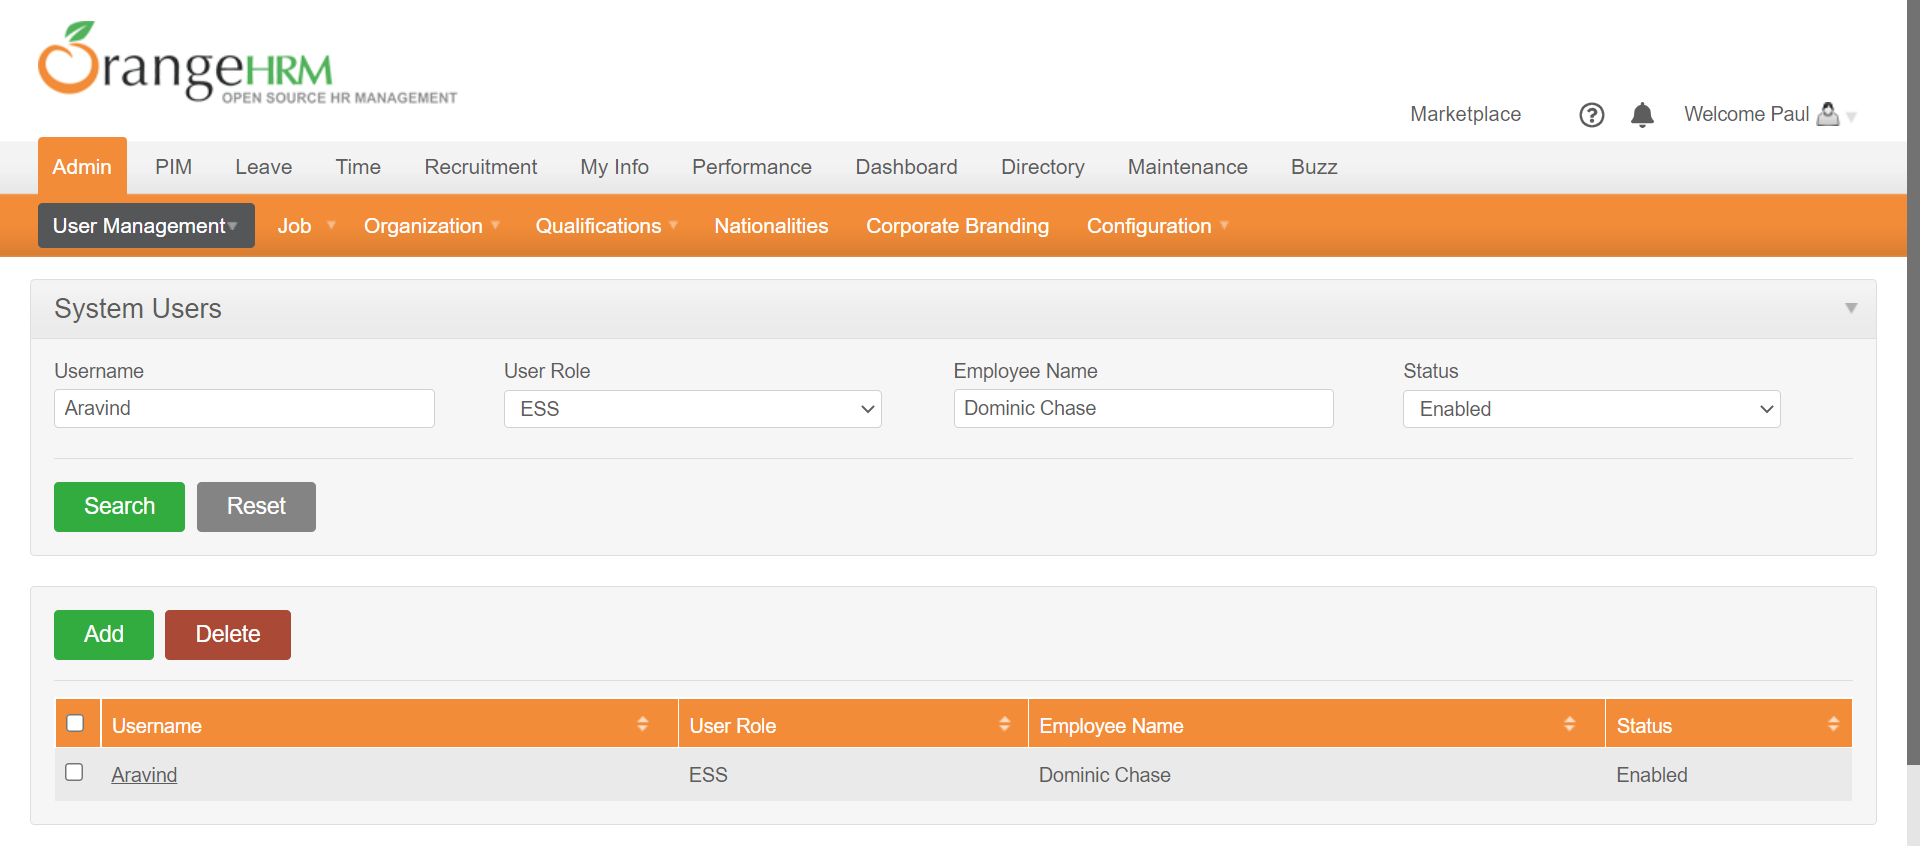 OrangeHRM
OPEN SOURCE HR MANAGEMENT
Marketplace ? Welcome Paul
Admin PIM Leave Time Recruitment My Info Performance Dashboard Directory Maintenance Buzz
User Management Job Organization Qualifications Nationalities Corporate Branding Configuration
System Users
Username User Role Employee Name Status
Aravind ESS Dominic Chase Enabled
Search Reset
Add Delete
Username User Role Employee Name Status
Aravind ESS Dominic Chase Enabled